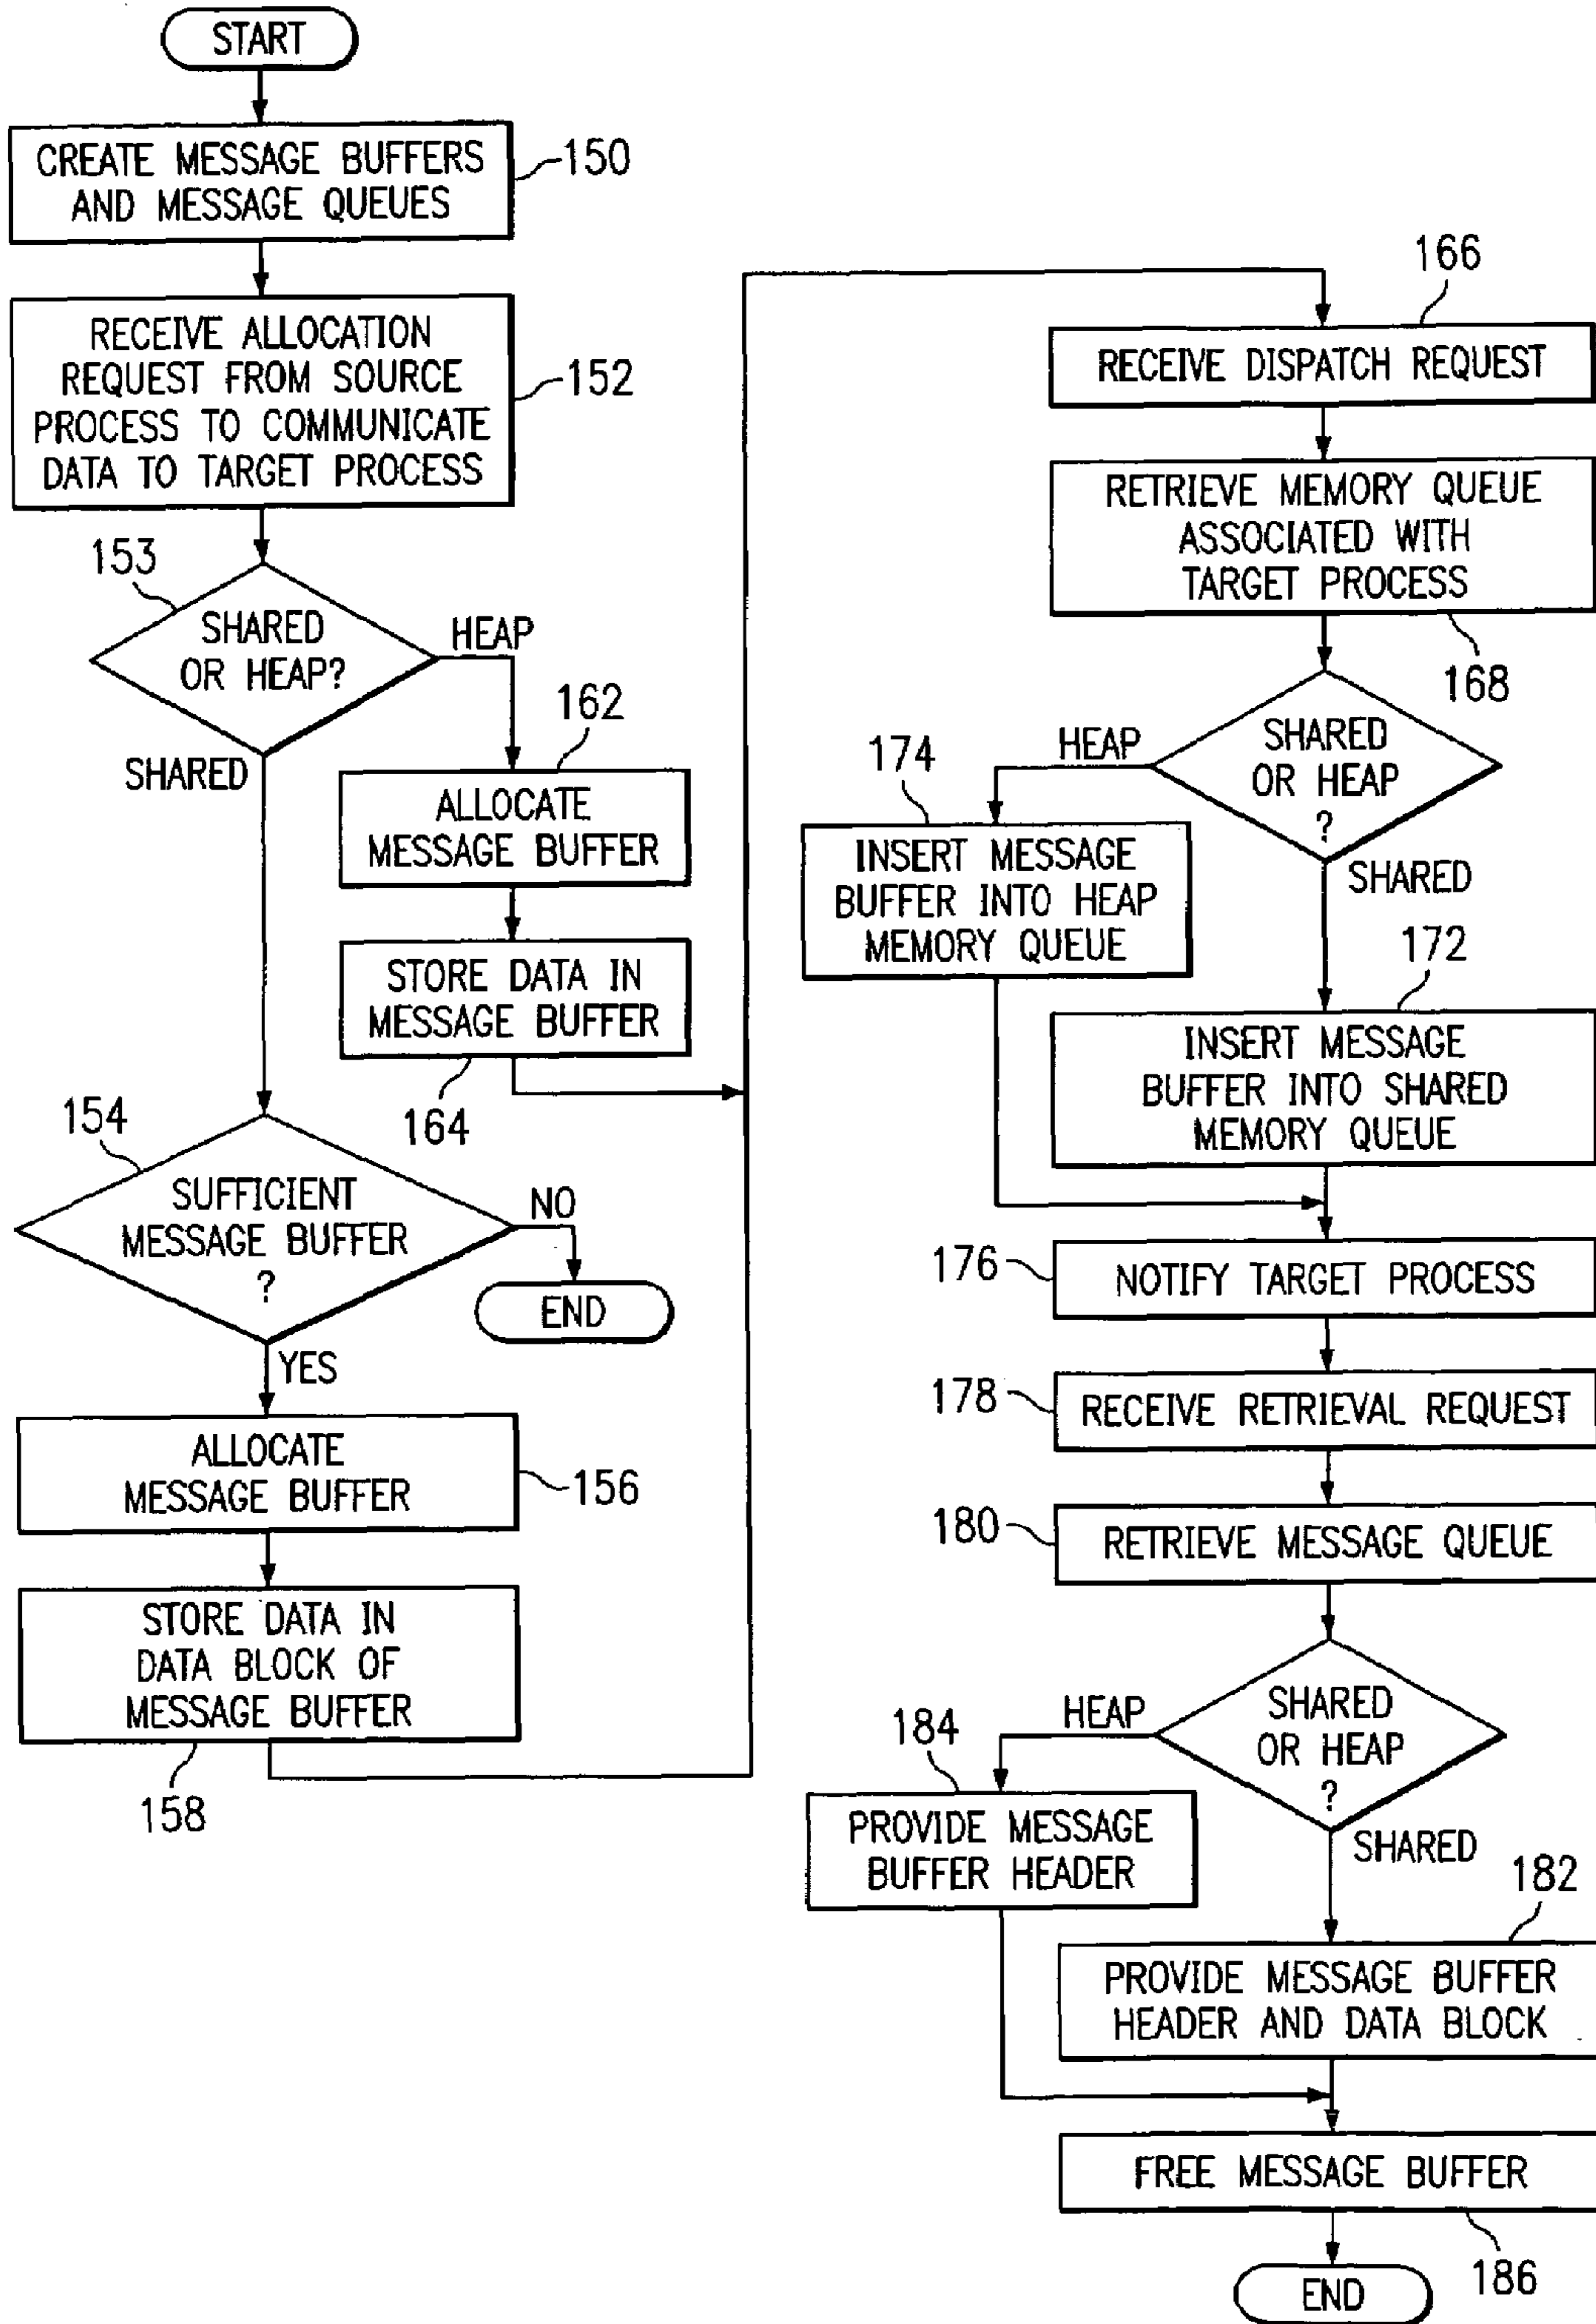 START
CREATE MESSAGE BUFFERS
AND MESSAGE QUEUES
150
RECEIVE ALLOCATION
REQUEST FROM SOURCE
PROCESS TO COMMUNICATE
DATA TO TARGET PROCESS
152
153
SHARED
OR HEAP?
HEAP
SHARED
162
ALLOCATE
MESSAGE BUFFER
STORE DATA IN
MESSAGE BUFFER
164
154
SUFFICIENT
MESSAGE BUFFER
?
NO
END
YES
ALLOCATE
MESSAGE BUFFER
156
STORE DATA IN
DATA BLOCK OF
MESSAGE BUFFER
158
166
RECEIVE DISPATCH REQUEST
RETRIEVE MEMORY QUEUE
ASSOCIATED WITH
TARGET PROCESS
168
SHARED
OR HEAP
?
HEAP
SHARED
174
INSERT MESSAGE
BUFFER INTO HEAP
MEMORY QUEUE
172
INSERT MESSAGE
BUFFER INTO SHARED
MEMORY QUEUE
176
NOTIFY TARGET PROCESS
178
RECEIVE RETRIEVAL REQUEST
180
RETRIEVE MESSAGE QUEUE
SHARED
OR HEAP
?
HEAP
SHARED
184
PROVIDE MESSAGE
BUFFER HEADER
182
PROVIDE MESSAGE BUFFER
HEADER AND DATA BLOCK
FREE MESSAGE BUFFER
186
END